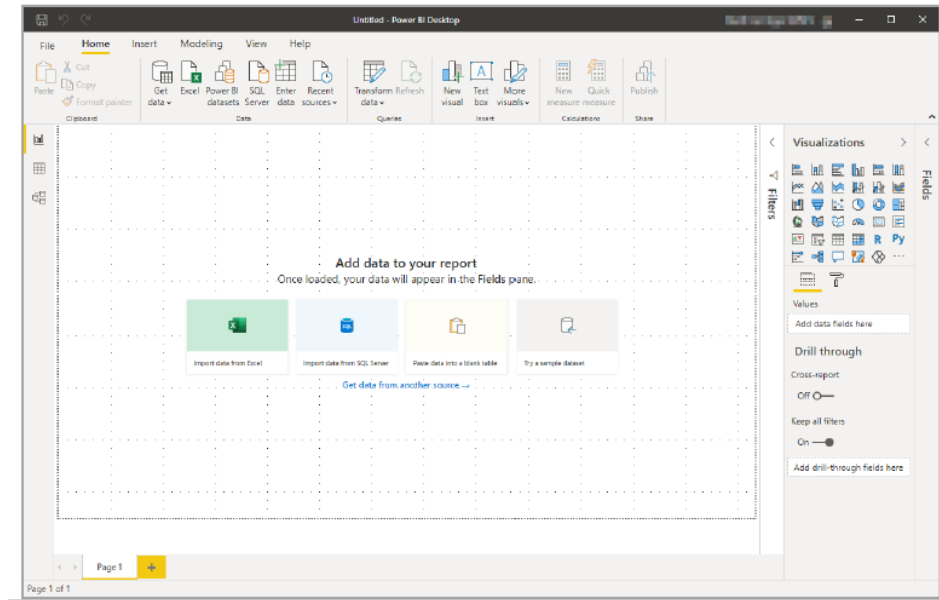 Untitled - Power BI Desktop
File Home Insert Modeling View Help
Paste
Cut
Copy
Format painter
Clipboard
Get data
Excel
Power BI datasets
SQL Server
Enter data
Recent sources
Data
Transform data
Refresh
Queries
New visual
Text box
More visuals
Insert
New measure
Quick measure
Calculations
Publish
Share
Add data to your report
Once loaded, your data will appear in the Fields pane.
Import data from Excel
Import data from SQL Server
Paste data into a blank table
Try a sample dataset
Get data from another source →
Filters
Visualizations
R Py
Values
Add data fields here
Drill through
Cross-report
Off
Keep all filters
On
Add drill-through fields here
Fields
Page 1
Page 1 of 1